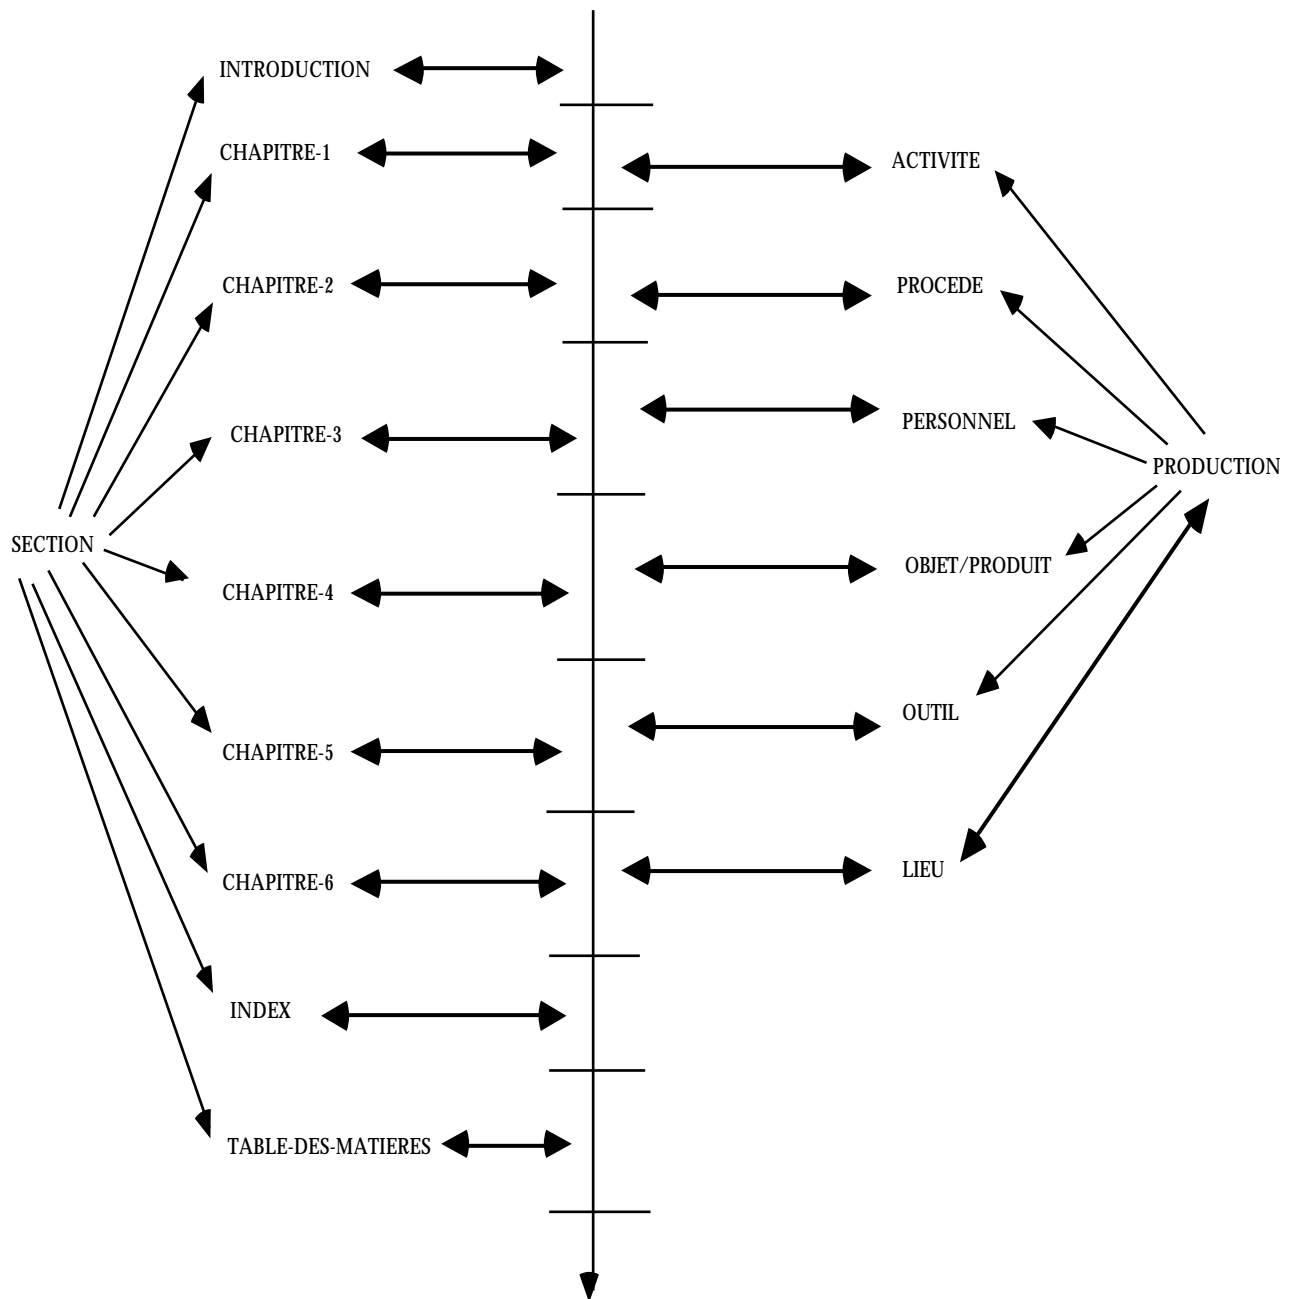 INTRODUCTION
CHAPITRE-1
ACTIVITE
CHAPITRE-2
PROCEDE
PERSONNEL
CHAPITRE-3
PRODUCTION
SECTION
OBJET/PRODUIT
CHAPITRE-4
OUTIL
CHAPITRE-5
LIEU
CHAPITRE-6
INDEX
TABLE-DES-MATIERES